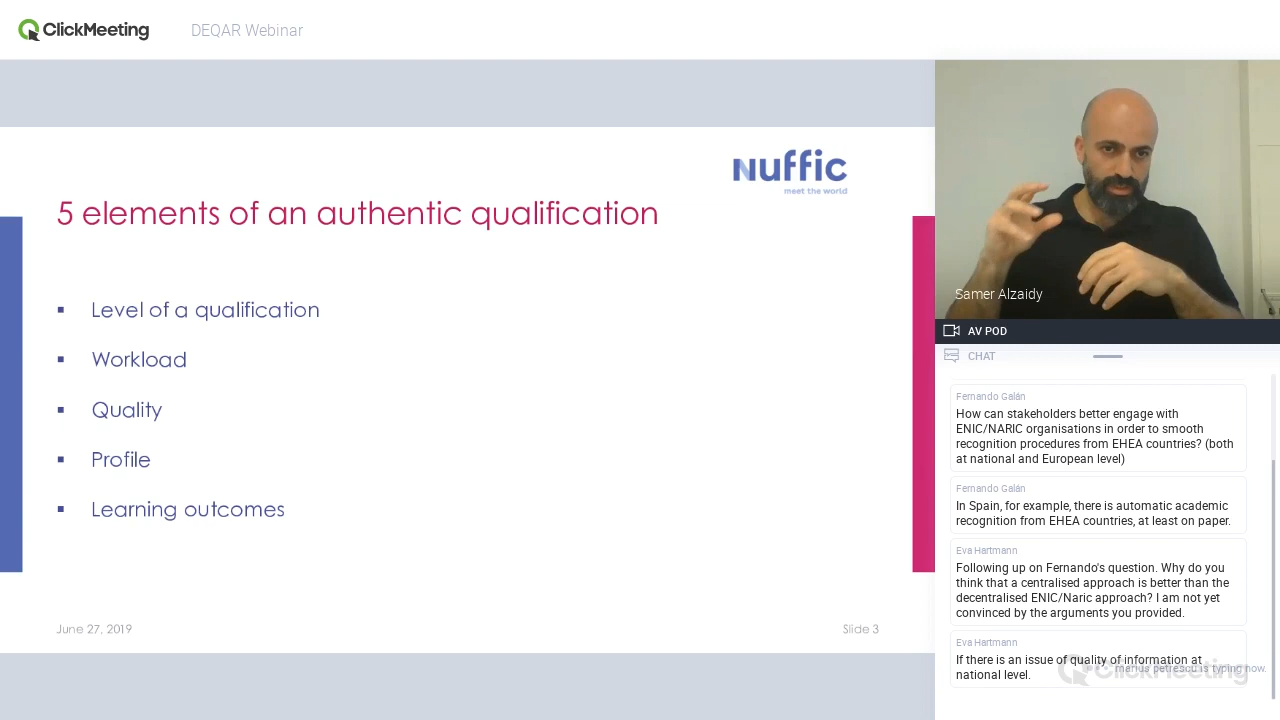 ClickMeeting
DEQAR Webinar
Nuffic
meet the world
5 elements of an authentic qualification
▪ Level of a qualification
▪ Workload
▪ Quality
▪ Profile
▪ Learning outcomes
June 27, 2019
Slide 3
Samer Alzaidy
AV POD
CHAT
Fernando Galán
How can stakeholders better engage with
ENIC/NARIC organisations in order to smooth
recognition procedures from EHEA countries? (both
at national and European level)
Fernando Galán
In Spain, for example, there is automatic academic
recognition from EHEA countries, at least on paper.
Eva Hartmann
Following up on Fernando's question. Why do you
think that a centralised approach is better than the
decentralised ENIC/Naric approach? I am not yet
convinced by the arguments you provided.
Eva Hartmann
If there is an issue of quality of information at
national level.
marius petrescu is typing now.
ClickMeeting